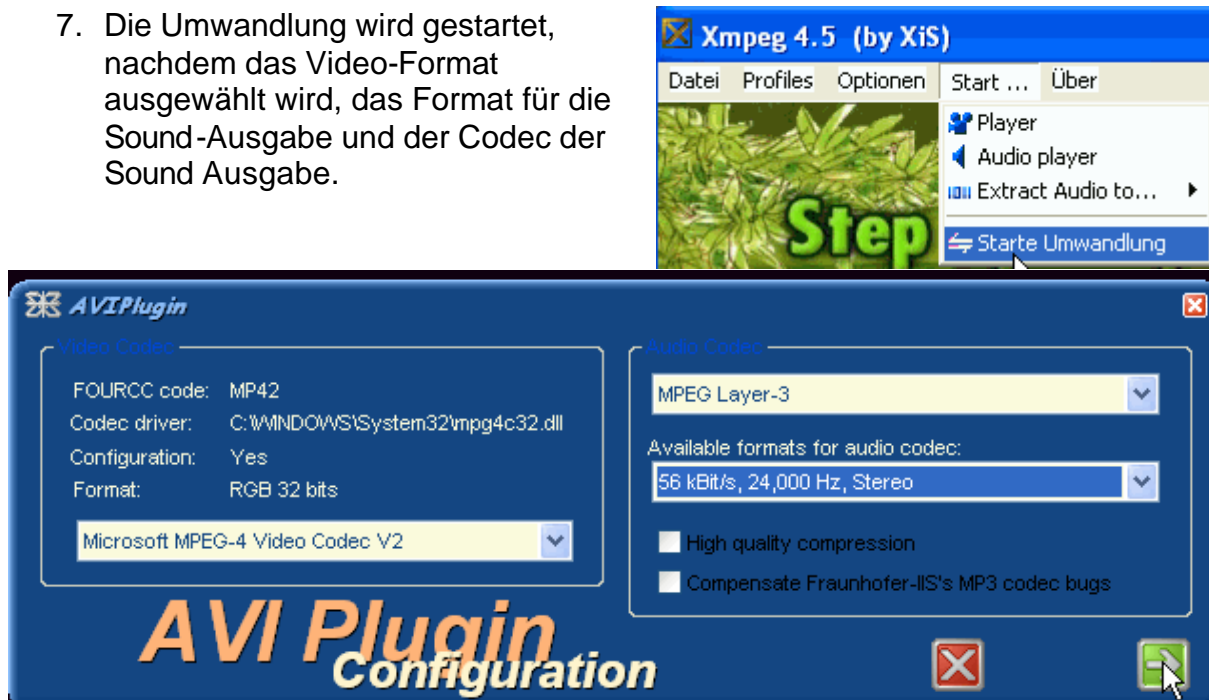 7. Die Umwandlung wird gestartet,
nachdem das Video-Format
ausgewählt wird, das Format für die
Sound-Ausgabe und der Codec der
Sound Ausgabe.
Xmpeg 4.5 (by XiS)
Datei Profiles Optionen Start ... Über
Player
Audio player
Extract Audio to...
Starte Umwandlung
Step
AVIPlugin
Video Codec
FOURCC code: MP42
Codec driver: C:\WINDOWS\System32\mpg4c32.dll
Configuration: Yes
Format: RGB 32 bits
Microsoft MPEG-4 Video Codec V2
Audio Codec
MPEG Layer-3
Available formats for audio codec:
56 kBit/s, 24,000 Hz, Stereo
High quality compression
Compensate Fraunhofer-IIS's MP3 codec bugs
AVI Plugin
Configuration